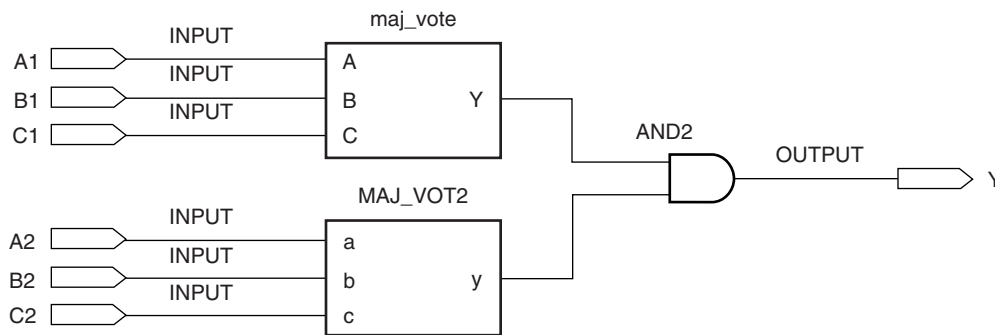 maj_vote
INPUT
A1
A
INPUT
B1
B
Y
INPUT
C1
C
AND2
OUTPUT
Y
MAJ_VOT2
INPUT
A2
a
INPUT
B2
b
y
INPUT
C2
c